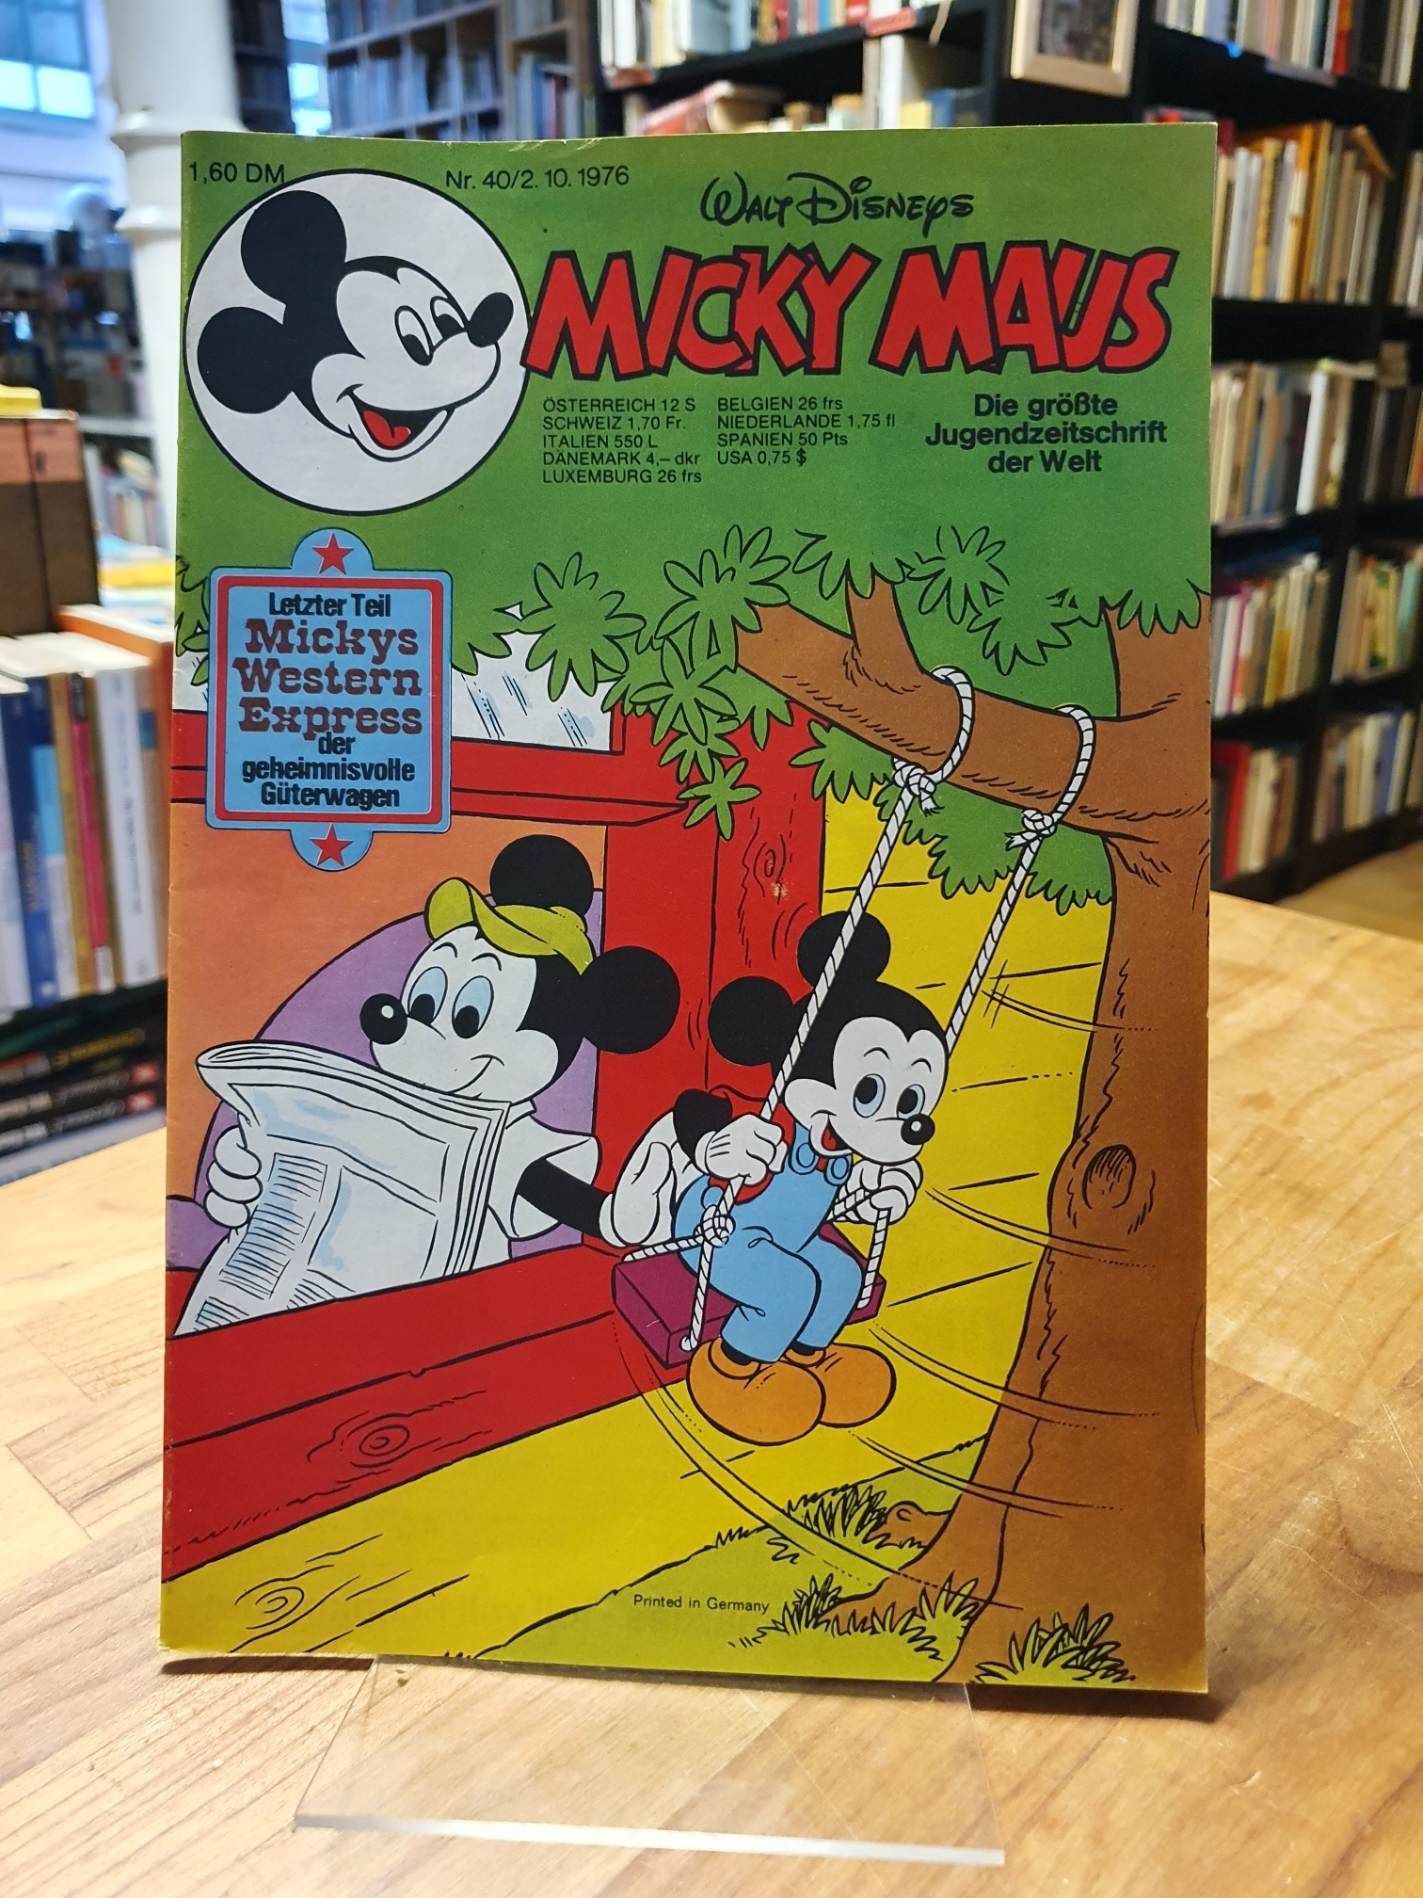 1,60 DM
Nr. 40/2.10.1976
Walt Disneys
MICKY MAUS
ÖSTERREICH 12 S
SCHWEIZ 1,70 Fr.
ITALIEN 550 L
DÄNEMARK 4,– dkr
LUXEMBURG 26 frs
BELGIEN 26 frs
NIEDERLANDE 1,75 fl
SPANIEN 50 Pts
USA 0,75 $
Die größte
Jugendzeitschrift
der Welt
Letzter Teil
Mickys
Western
Express
der
geheimnisvolle
Güterwagen
Printed in Germany